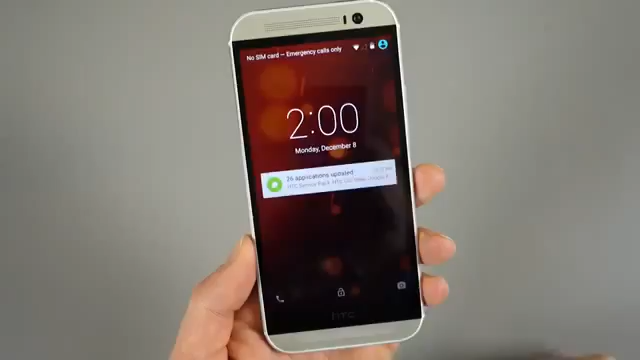 No SIM card — Emergency calls only
2:00
Monday, December 8
26 applications updated
hTC